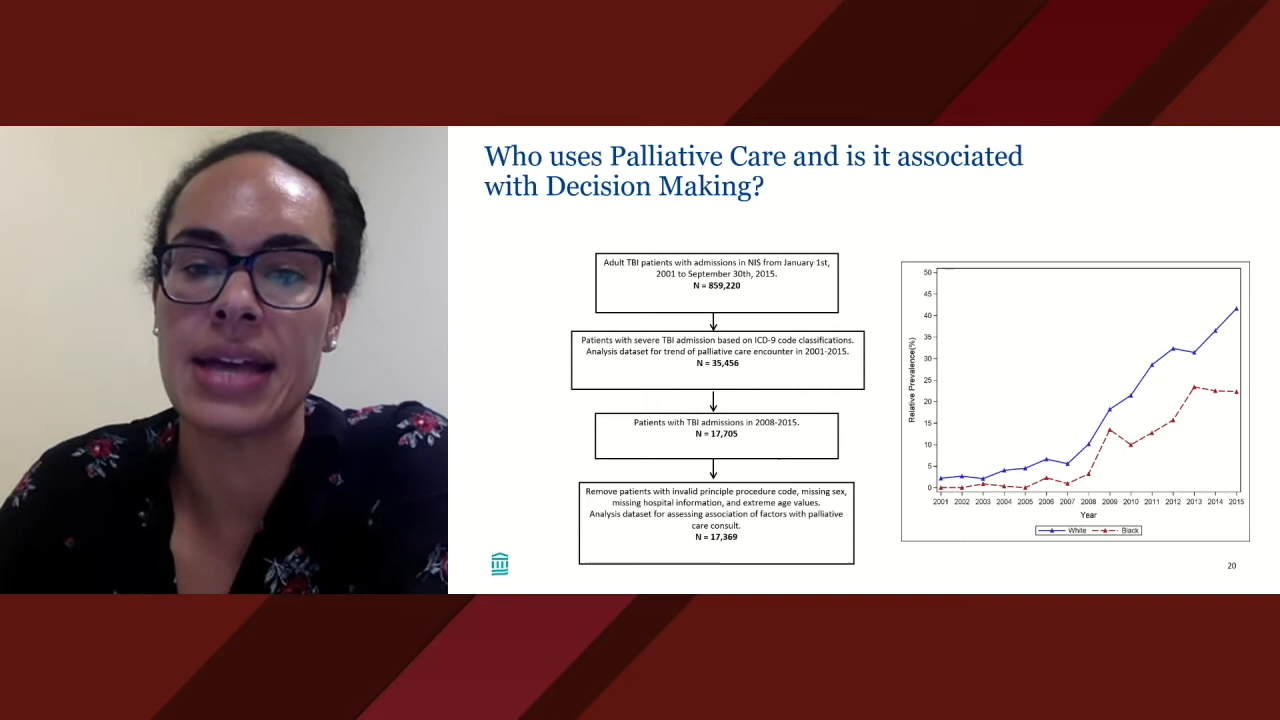 Who uses Palliative Care and is it associated
with Decision Making?
Adult TBI patients with admissions in NIS from January 1st,
2001 to September 30th, 2015.
N = 859,220
Patients with severe TBI admission based on ICD-9 code classifications.
Analysis dataset for trend of palliative care encounter in 2001-2015.
N = 35,456
Patients with TBI admissions in 2008-2015.
N = 17,705
Remove patients with invalid principle procedure code, missing sex,
missing hospital information, and extreme age values.
Analysis dataset for assessing association of factors with palliative
care consult.
N = 17,369
Relative Prevalence(%)
50
45
40
35
30
25
20
15
10
5
0
2001 2002 2003 2004 2005 2006 2007 2008 2009 2010 2011 2012 2013 2014 2015
Year
White Black
20